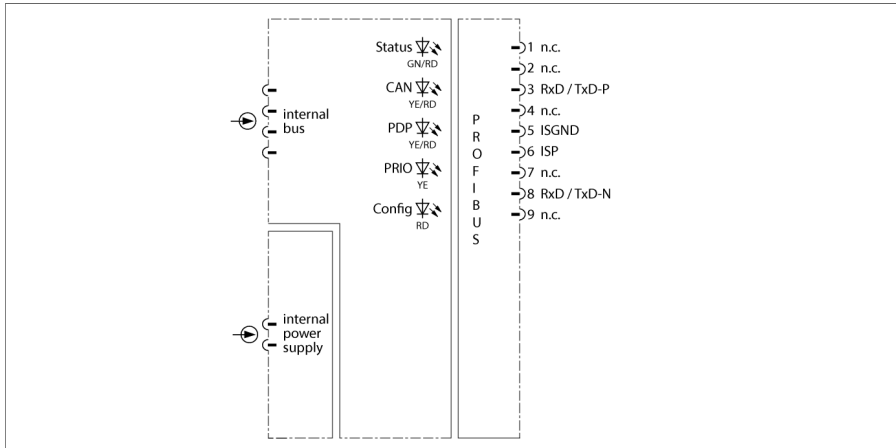 Status
GN/RD
CAN
YE/RD
PDP
YE/RD
PRIO
YE
Config
RD
internal
bus
internal
power
supply
PROFIBUS
1 n.c.
2 n.c.
3 RxD / TxD-P
4 n.c.
5 ISGND
6 ISP
7 n.c.
8 RxD / TxD-N
9 n.c.